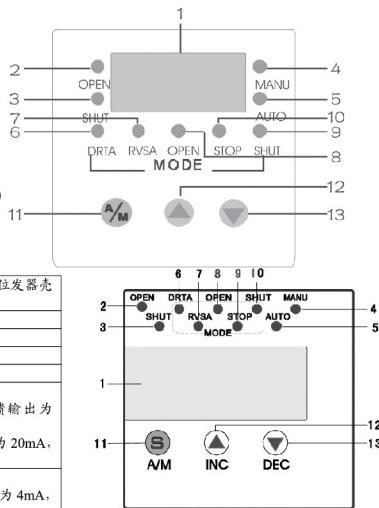 1
2
4
OPEN
MANU
3
5
SHUT
AUTO
7
10
6
9
DRTA RVSA OPEN STOP SHUT
8
MODE
12
11
A/M
13
位发器壳
馈输出为
为 20mA,
为 4mA,
6 7 8 9 10
OPEN DRTA OPEN SHUT MANU
2
4
SHUT RVSA STOP AUTO
3
5
MODE
1
12
11
S
13
A/M INC DEC